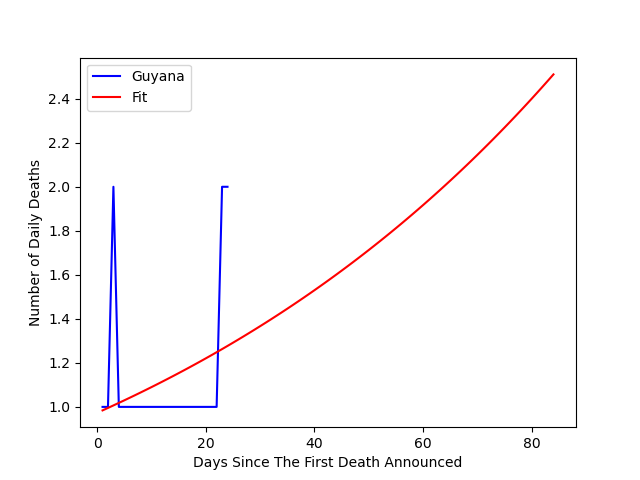 Guyana
Fit
2.4
2.2
2.0
1.8
1.6
1.4
1.2
1.0
Number of Daily Deaths
0 20 40 60 80
Days Since The First Death Announced